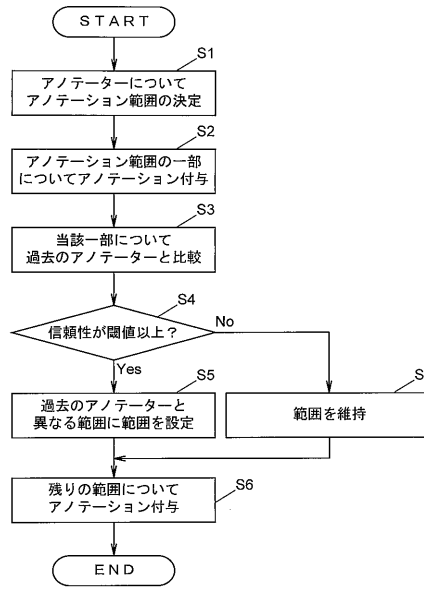 START
S1
アノテーターについて
アノテーション範囲の決定
S2
アノテーション範囲の一部
についてアノテーション付与
S3
当該一部について
過去のアノテーターと比較
S4
信頼性が閾値以上?
No
Yes
S5
過去のアノテーターと
異なる範囲に範囲を設定
S
範囲を維持
残りの範囲について
アノテーション付与
S6
END